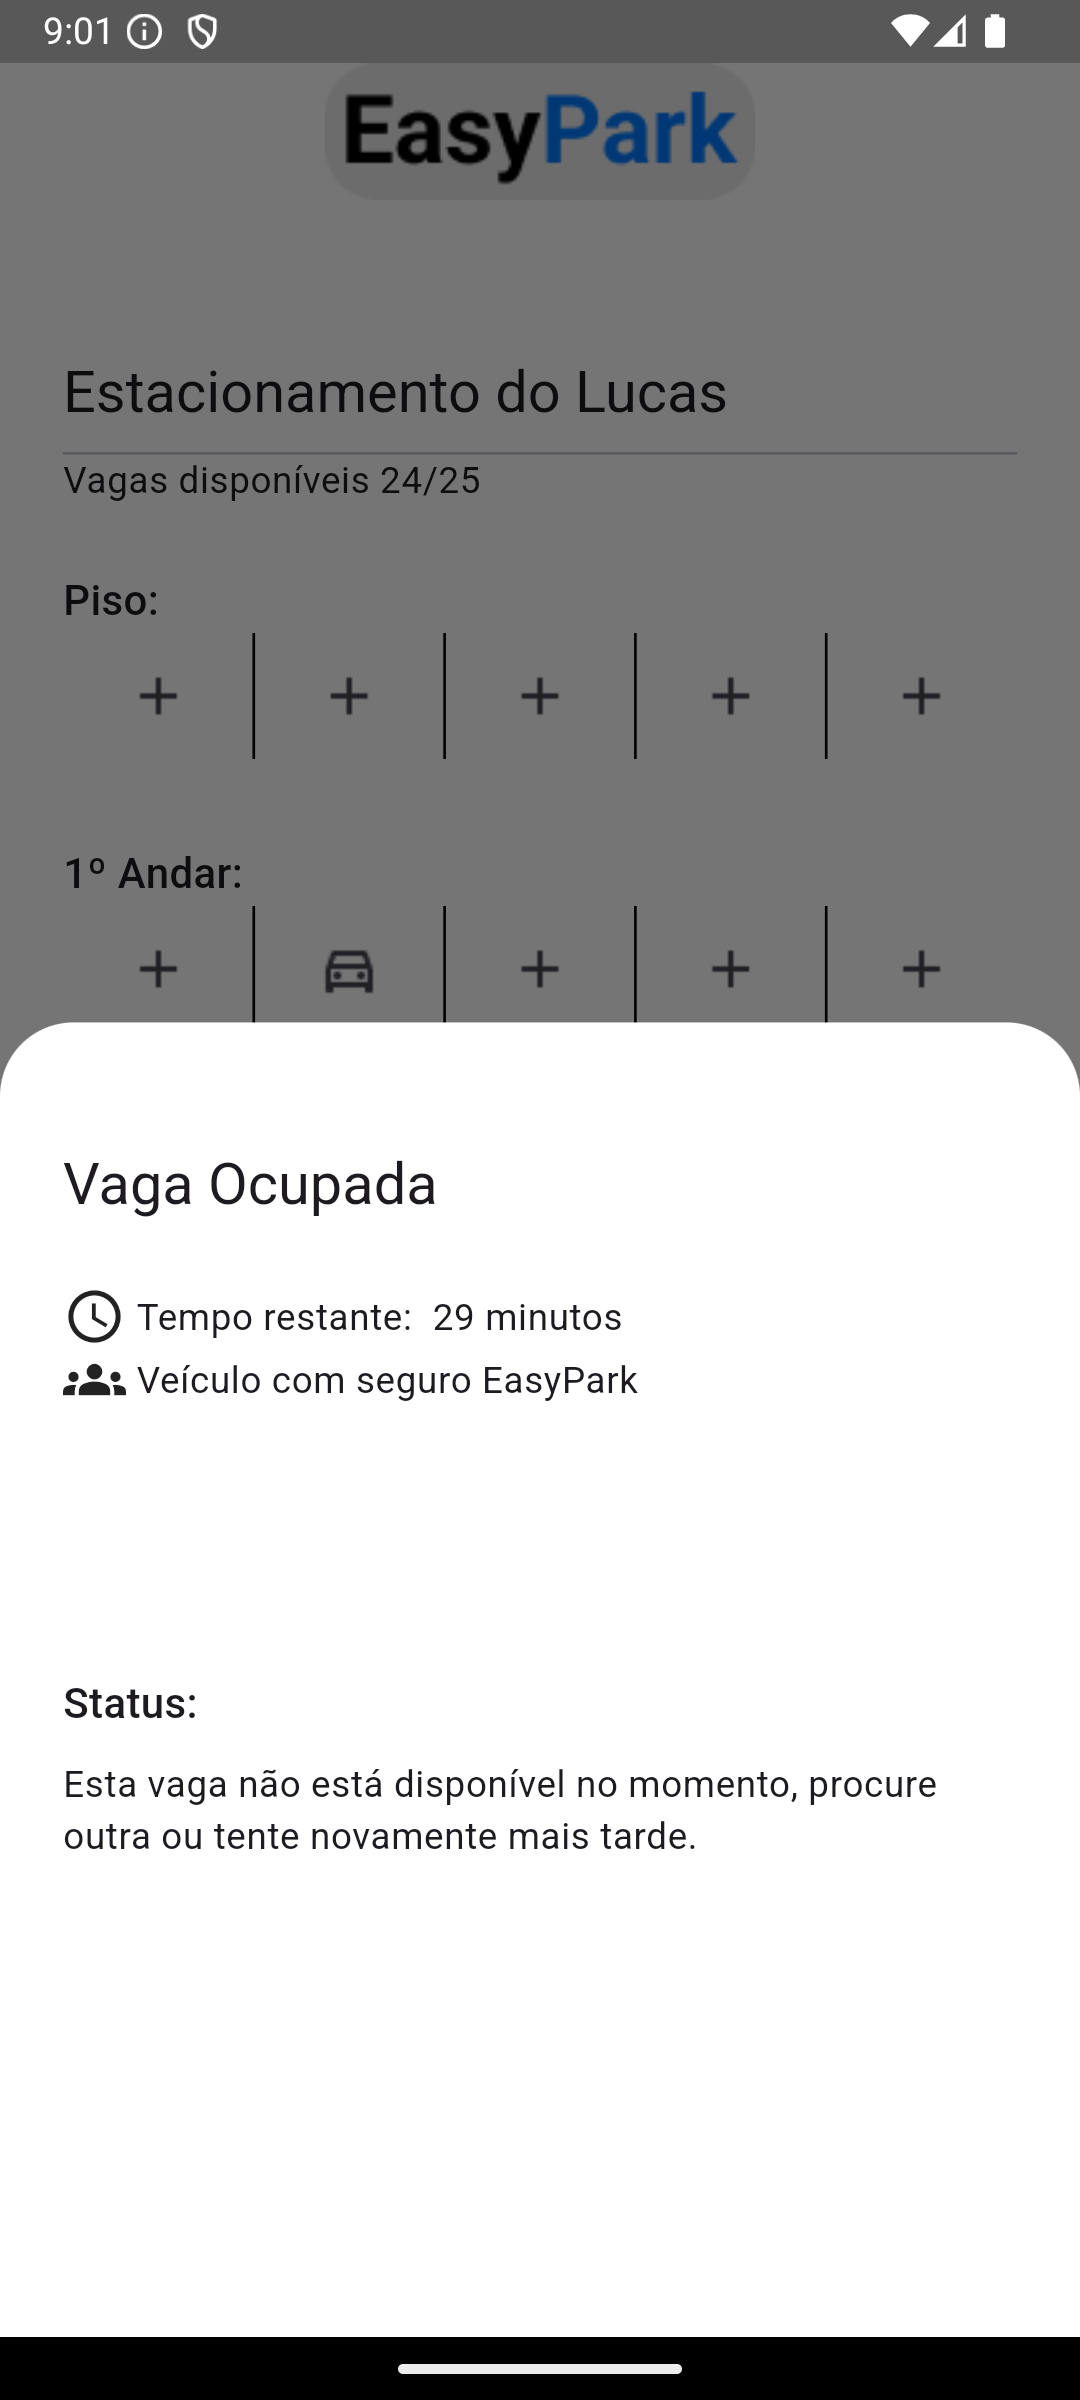 9:01
EasyPark
Estacionamento do Lucas
Vagas disponíveis 24/25
Piso:
1º Andar:
Vaga Ocupada
Tempo restante: 29 minutos
Veículo com seguro EasyPark
Status:
Esta vaga não está disponível no momento, procure
outra ou tente novamente mais tarde.